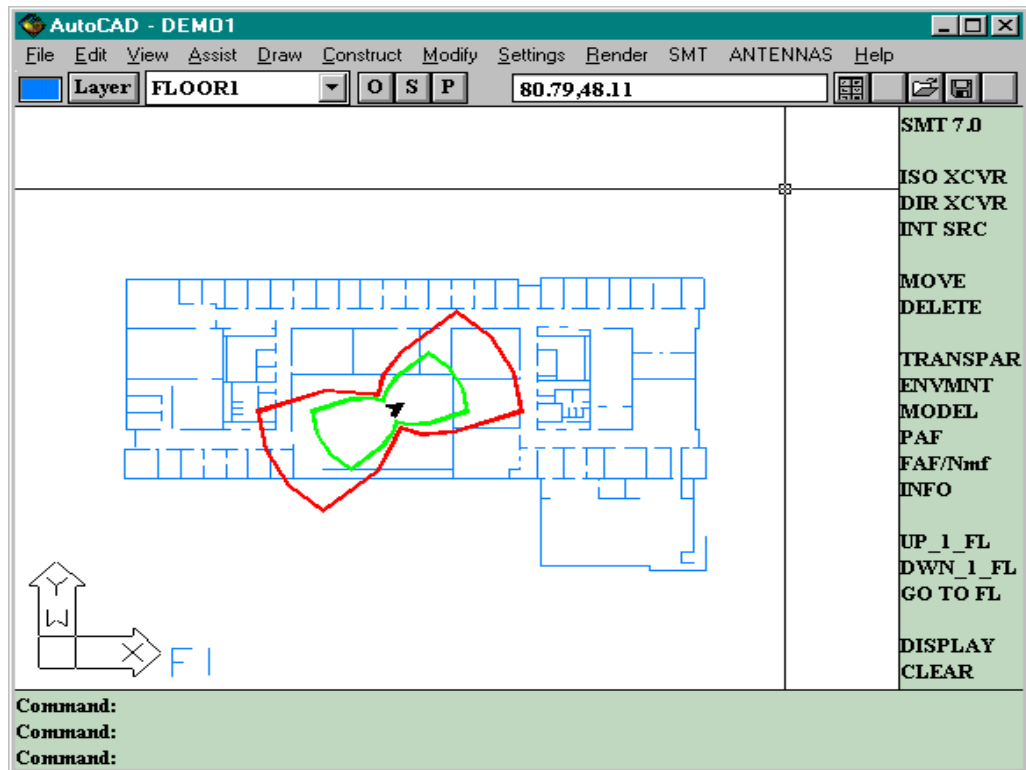 AutoCAD - DEMO1
File Edit View Assist Draw Construct Modify Settings Render SMT ANTENNAS Help
Layer FLOOR1 O S P 80.79,48.11
SMT 7.0
ISO XCVR
DIR XCVR
INT SRC
MOVE
DELETE
TRANSPAR
ENVMNT
MODEL
PAF
FAF/Nmf
INFO
UP_1_FL
DWN_1_FL
GO TO FL
DISPLAY
CLEAR
Y
W
X
F1
Command:
Command:
Command: